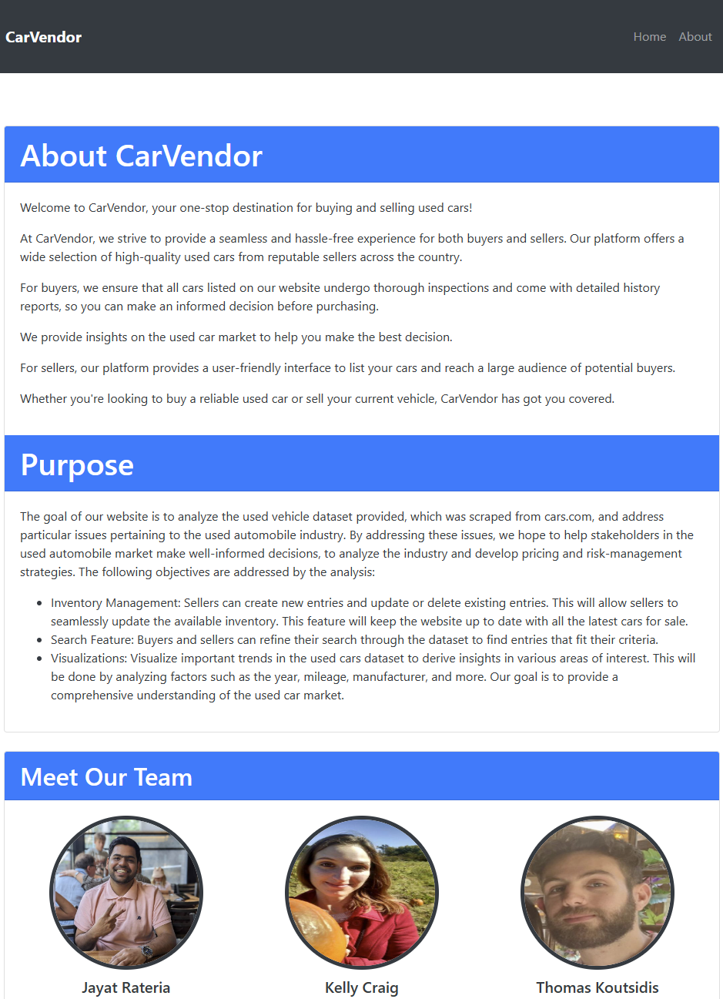 CarVendor
Home About
About CarVendor
Welcome to CarVendor, your one-stop destination for buying and selling used cars!
At CarVendor, we strive to provide a seamless and hassle-free experience for both buyers and sellers. Our platform offers a
wide selection of high-quality used cars from reputable sellers across the country.
For buyers, we ensure that all cars listed on our website undergo thorough inspections and come with detailed history
reports, so you can make an informed decision before purchasing.
We provide insights on the used car market to help you make the best decision.
For sellers, our platform provides a user-friendly interface to list your cars and reach a large audience of potential buyers.
Whether you're looking to buy a reliable used car or sell your current vehicle, CarVendor has got you covered.
Purpose
The goal of our website is to analyze the used vehicle dataset provided, which was scraped from cars.com, and address
particular issues pertaining to the used automobile industry. By addressing these issues, we hope to help stakeholders in the
used automobile market make well-informed decisions, to analyze the industry and develop pricing and risk-management
strategies. The following objectives are addressed by the analysis:
• Inventory Management: Sellers can create new entries and update or delete existing entries. This will allow sellers to
seamlessly update the available inventory. This feature will keep the website up to date with all the latest cars for sale.
• Search Feature: Buyers and sellers can refine their search through the dataset to find entries that fit their criteria.
• Visualizations: Visualize important trends in the used cars dataset to derive insights in various areas of interest. This will
be done by analyzing factors such as the year, mileage, manufacturer, and more. Our goal is to provide a
comprehensive understanding of the used car market.
Meet Our Team
Jayat Rateria
Kelly Craig
Thomas Koutsidis